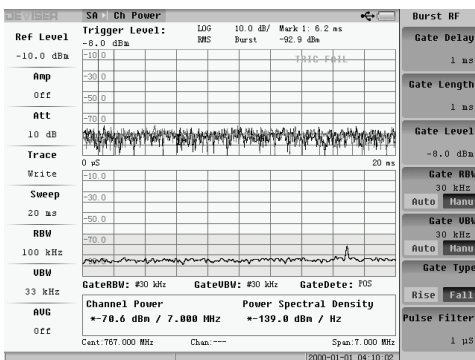 DEVISER SA Ch Power Burst RF
Ref Level
-10.0 dBm
Amp
Off
Att
10 dB
Trace
Write
Sweep
20 ms
RBW
100 kHz
VBW
33 kHz
AVG
Off
Trigger Level:
-8.0 dBm
LOG 10.0 dB/ Mark 1: 6.2 ms
RMS Burst -92.9 dBm
TRIG FAIL
-10.0
-30.0
-50.0
-70.0
0 µS 20 ms
-10.0
-30.0
-50.0
-70.0
GateRBW: #30 kHz GateVBW: #30 kHz GateDete: POS
Channel Power Power Spectral Density
*-70.6 dBm / 7.000 MHz *-139.0 dBm / Hz
Cent:767.000 MHz Chan:--- Span:7.000 MHz
2000-01-01 04:10:02
Gate Delay
1 ms
Gate Length
1 ms
Gate Level
-8.0 dBm
Gate RBW
30 kHz
Auto Manu
Gate VBW
30 kHz
Auto Manu
Gate Type
Rise Fall
Pulse Filter
1 µS